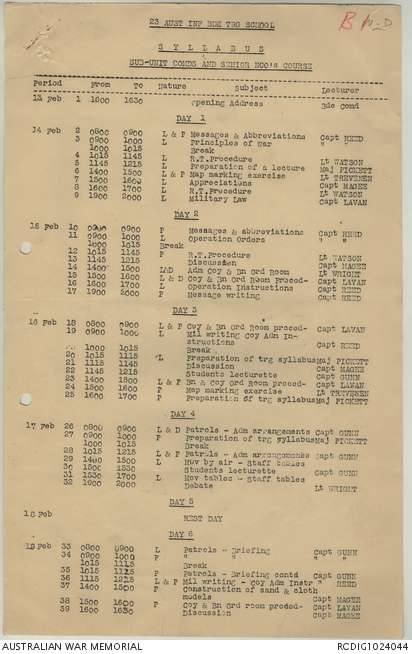 23 AUST INF BDE TRG SCHOOL
B
SYLLABUS
SUB-UNIT COMDS AND SENIOR NCO'S COURSE
Period From To Nature Subject Lecturer
13 Feb 1 1600 1630 Opening Address Bde Comd
DAY 1
14 Feb 2 0800 0900 L & P Messages & Abbreviations Capt REED
3 0900 1000 L Principles of War " "
1000 1015 Break
4 1015 1145 L R.T.Procedure Lt WATSON
5 1145 1215 L Preparation of a lecture Maj PICKETT
6 1400 1500 L & P Map marking exercise Lt TREVENEN
7 1500 1600 L Appreciations Capt MAGEE
8 1600 1700 L R.T.Procedure Lt WATSON
9 1900 2000 L Military Law Capt LAVAN
DAY 2
15 Feb 10 0800 0900 P Messages & abbreviations Capt REED
11 0900 1000 L Operation Orders " "
1000 1015 Break
12 1015 1145 P R.T.Procedure Lt WATSON
13 1145 1215 Discussion Capt MAGEE
14 1400 1500 L&D Adm Coy & Bn Ord Room Lt WRIGHT
15 1500 1600 L & D Coy & Bn Ord Room Proced- Capt LAVAN
16 1600 1700 L Operation Instructions Capt REED
17 1900 2000 P Message writing Capt REED
DAY 3
16 Feb 18 0800 0900 L & P Coy & Bn Ord Room proced- Capt LAVAN
19 0900 1000 L Mil writing Coy Adm In-
structions Capt REED
1000 1015 Break
20 1015 1115 L Preparation of trg syllabus Maj PICKETT
21 1115 1145 Discussion Capt MAGEE
22 1145 1215 Students lecturette Capt GUNN
23 1400 1500 L & P Bn & Coy Ord Room proced- Capt LAVAN
24 1500 1600 P Map marking exercise Lt TREVENEN
25 1600 1700 P Preparation of trg syllabus Maj PICKETT
DAY 4
17 Feb 26 0800 0900 L & D Patrols - Adm arrangements Capt GUNN
27 0900 1000 P Preparation of trg syllabus Maj PICKETT
1000 1015 Break
28 1015 1215 L & P Patrols - Adm arrangements Capt GUNN
29 1400 1500 L Mov by air - Staff tables
30 1500 1530 Students lecturette Capt GUNN
31 1530 1700 L Mov tables - Staff tables
32 1900 2000 Debate Lt WRIGHT
DAY 5
18 Feb REST DAY
DAY 6
19 Feb 33 0800 0900 L Patrols - Briefing Capt GUNN
34 0900 1000 P " " "
1015 1115 Break
35 1015 1115 P Patrols - Briefing contd Capt GUNN
36 1115 1215 L & P Mil writing - Coy Adm Instr " REED
37 1400 1500 P Construction of sand & cloth
models Capt MAGEE
38 1500 1600 P Coy & Bn Ord room proced- Capt LAVAN
39 1600 1630 Discussion Capt MAGEE
AUSTRALIAN WAR MEMORIAL
RCDIG1024044